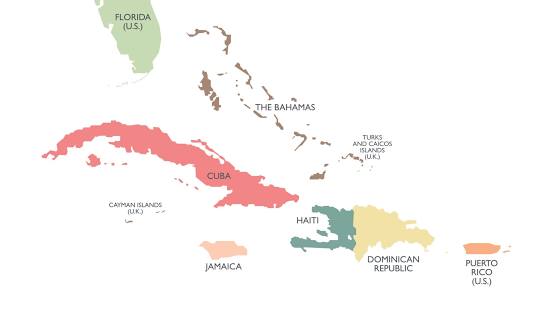 FLORIDA
(U.S.)
THE BAHAMAS
TURKS
AND CAICOS
ISLANDS
(U.K.)
CUBA
CAYMAN ISLANDS
(U.K.)
HAITI
JAMAICA
DOMINICAN
REPUBLIC
PUERTO
RICO
(U.S.)